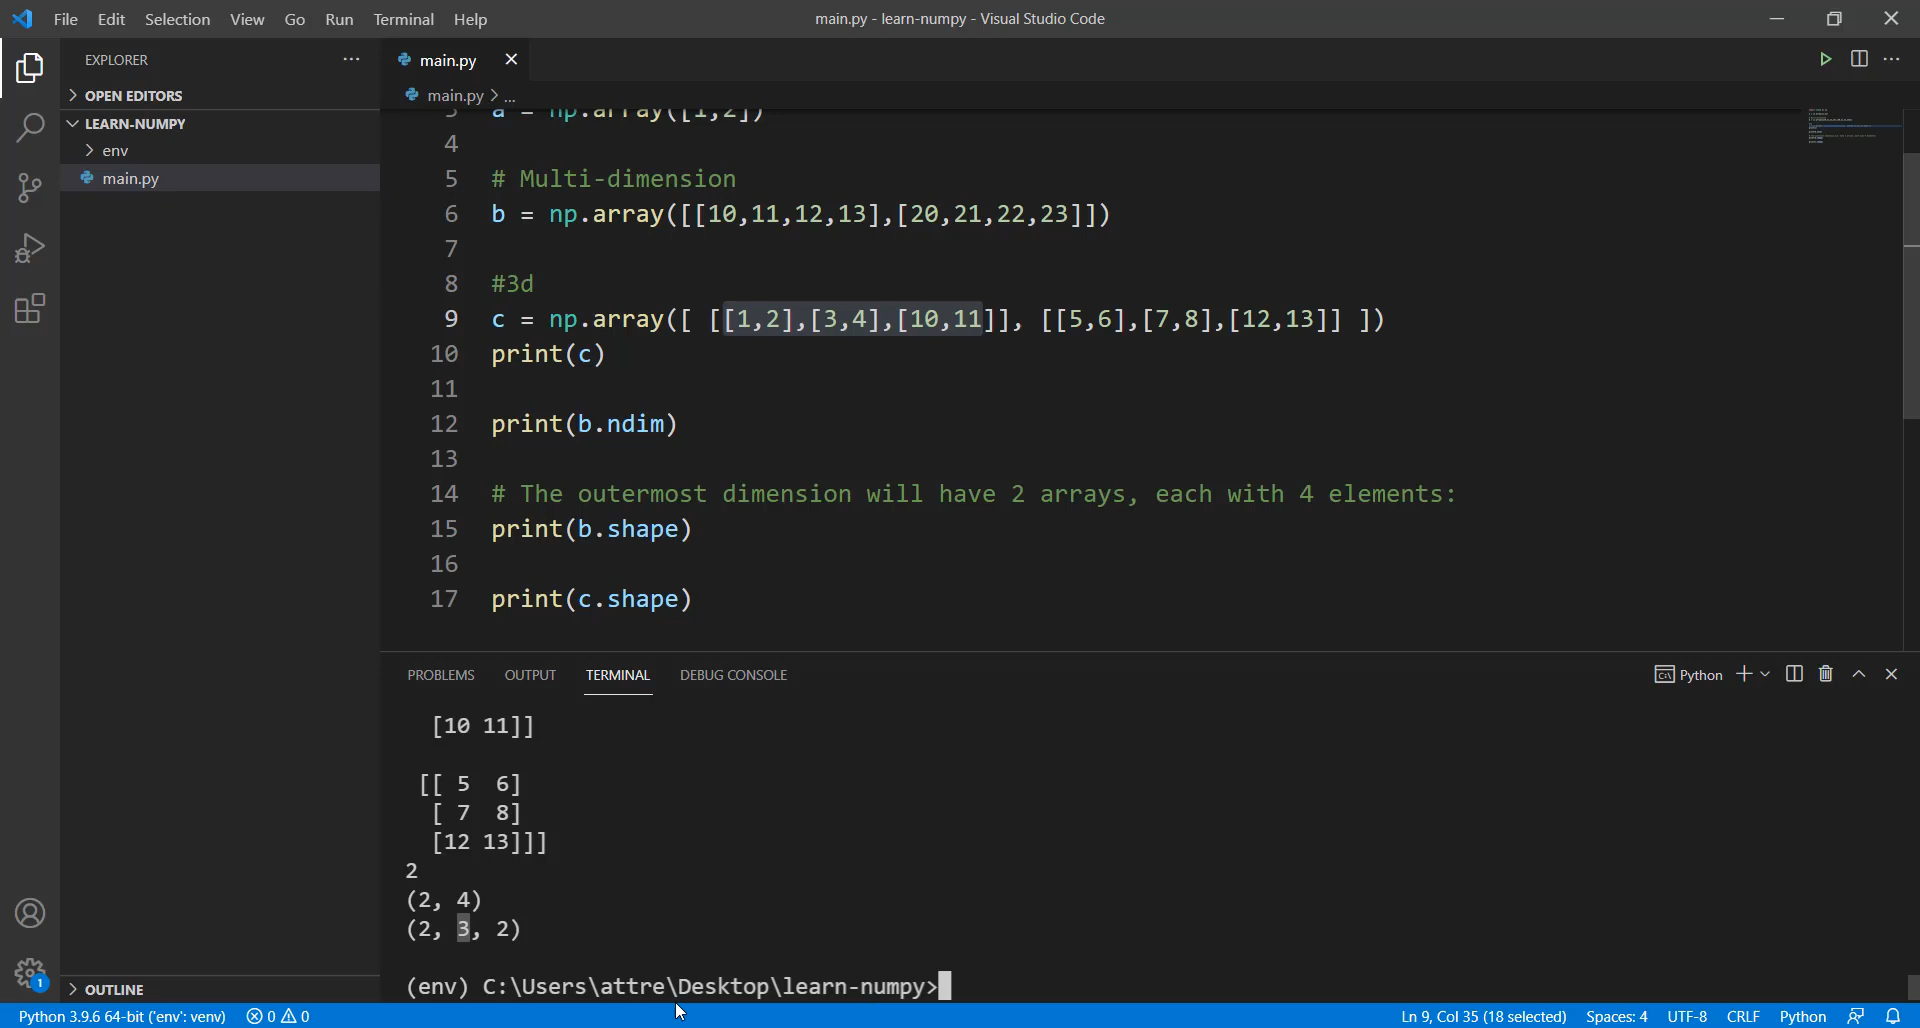 File Edit Selection View Go Run Terminal Help
main.py - learn-numpy - Visual Studio Code
EXPLORER
OPEN EDITORS
LEARN-NUMPY
env
main.py
OUTLINE
main.py
main.py > ...
3 a = np.array([1,2])
4
5 # Multi-dimension
6 b = np.array([[10,11,12,13],[20,21,22,23]])
7
8 #3d
9 c = np.array([ [[1,2],[3,4],[10,11]], [[5,6],[7,8],[12,13]] ])
10 print(c)
11
12 print(b.ndim)
13
14 # The outermost dimension will have 2 arrays, each with 4 elements:
15 print(b.shape)
16
17 print(c.shape)
PROBLEMS OUTPUT TERMINAL DEBUG CONSOLE
Python
[10 11]]
[[ 5  6]
[ 7  8]
[12 13]]]
2
(2, 4)
(2, 3, 2)
(env) C:\Users\attre\Desktop\learn-numpy>
1
Python 3.9.6 64-bit ('env': venv) 0 0
Ln 9, Col 35 (18 selected) Spaces: 4 UTF-8 CRLF Python